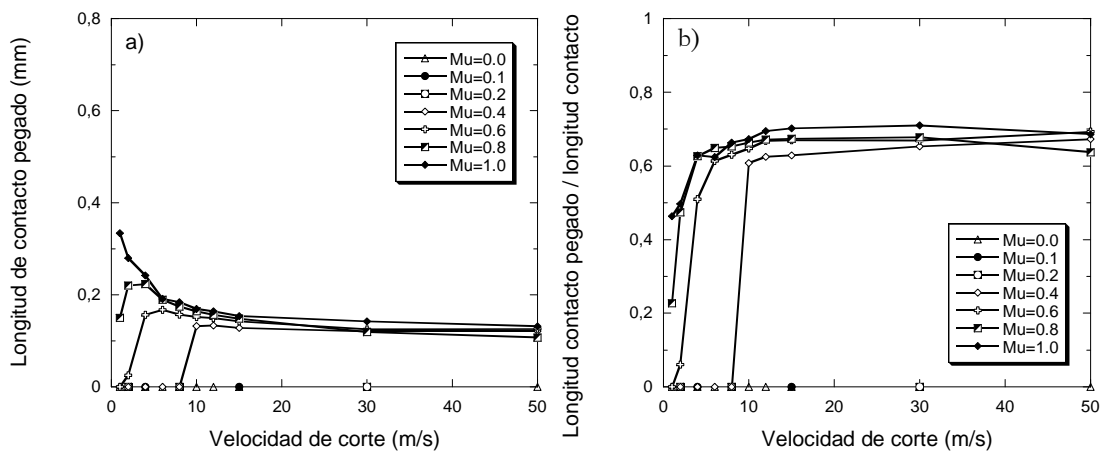 a)
Longitud de contacto pegado (mm)
0,8
0,6
0,4
0,2
0
0
10
20
30
40
50
Velocidad de corte (m/s)
Mu=0.0
Mu=0.1
Mu=0.2
Mu=0.4
Mu=0.6
Mu=0.8
Mu=1.0
b)
Longitud contacto pegado / longitud contacto
1
0,8
0,6
0,4
0,2
0
0
10
20
30
40
50
Velocidad de corte (m/s)
Mu=0.0
Mu=0.1
Mu=0.2
Mu=0.4
Mu=0.6
Mu=0.8
Mu=1.0